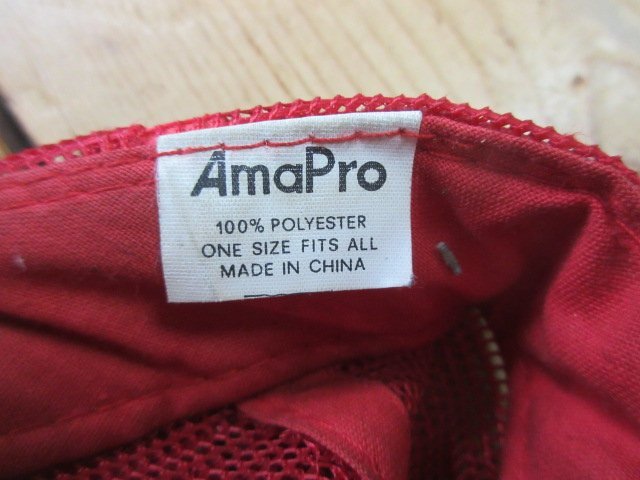 AmaPro
100% POLYESTER
ONE SIZE FITS ALL
MADE IN CHINA